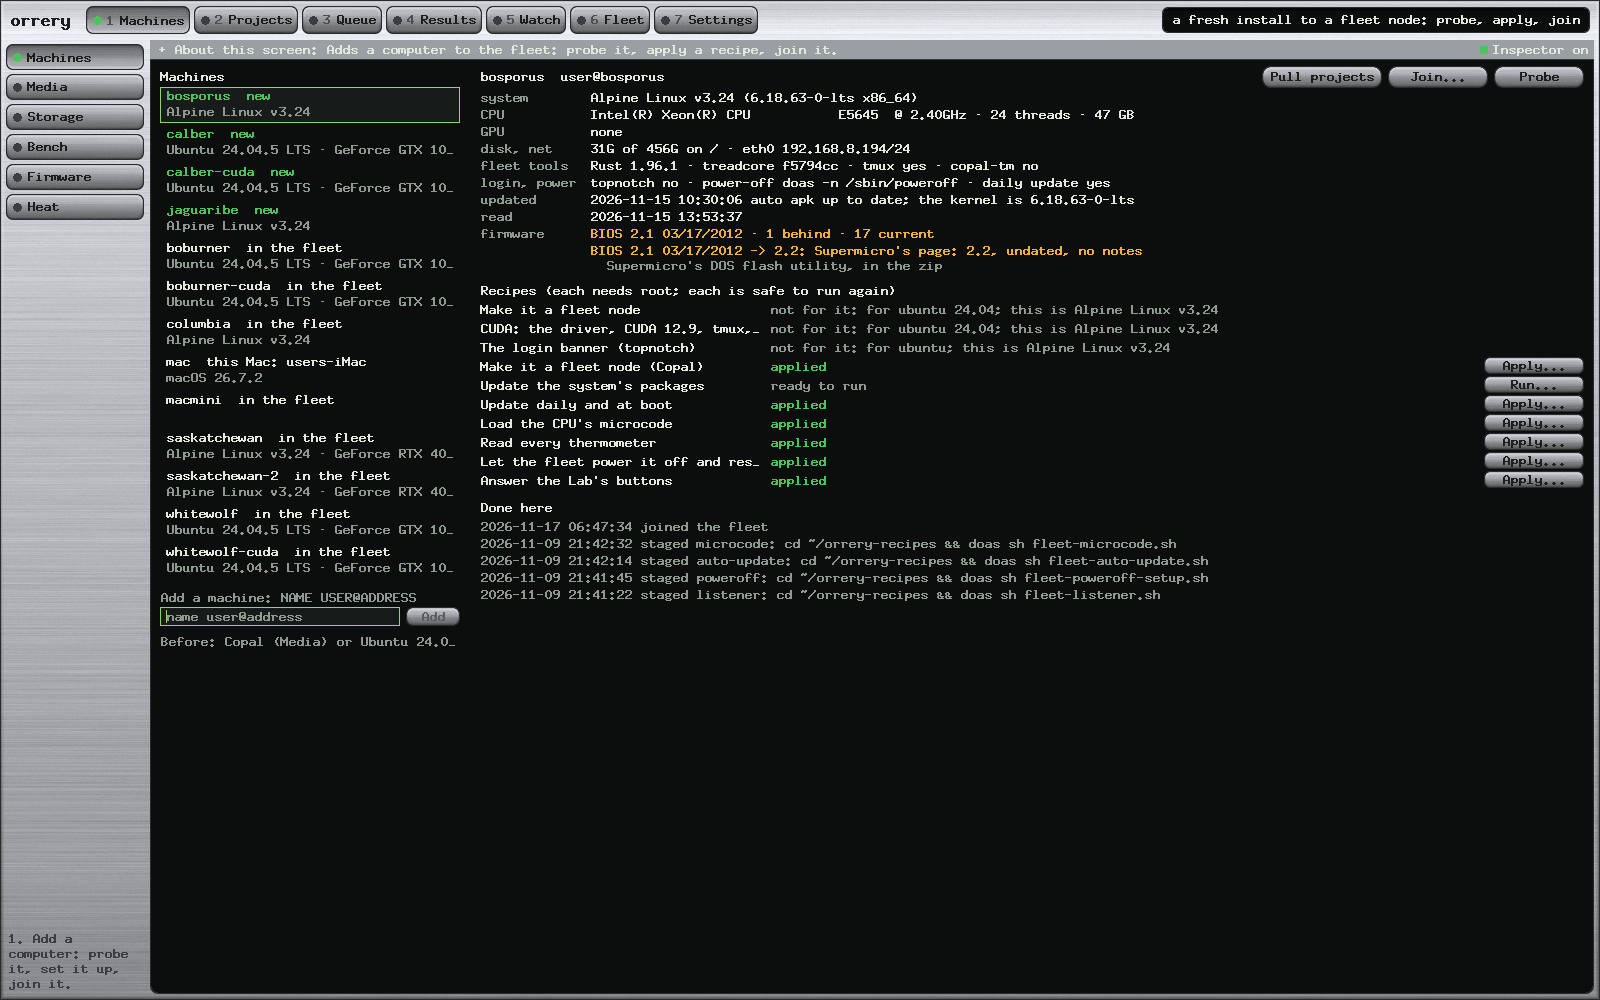 orrery
1 Machines
2 Projects
3 Queue
4 Results
5 Watch
6 Fleet
7 Settings
a fresh install to a fleet node: probe, apply, join
Machines
Media
Storage
Bench
Firmware
Heat
1. Add a
computer: probe
it, set it up,
join it.
+ About this screen: Adds a computer to the fleet: probe it, apply a recipe, join it.
Inspector on
Machines
bosporus new
Alpine Linux v3.24
calber new
Ubuntu 24.04.5 LTS · GeForce GTX 10_
calber-cuda new
Ubuntu 24.04.5 LTS · GeForce GTX 10_
jaguaribe new
Alpine Linux v3.24
boburner in the fleet
Ubuntu 24.04.5 LTS · GeForce GTX 10_
boburner-cuda in the fleet
Ubuntu 24.04.5 LTS · GeForce GTX 10_
columbia in the fleet
Alpine Linux v3.24
mac this Mac: users-iMac
macOS 26.7.2
macmini in the fleet
saskatchewan in the fleet
Alpine Linux v3.24 · GeForce RTX 40_
saskatchewan-2 in the fleet
Alpine Linux v3.24 · GeForce RTX 40_
whitewolf in the fleet
Ubuntu 24.04.5 LTS · GeForce GTX 10_
whitewolf-cuda in the fleet
Ubuntu 24.04.5 LTS · GeForce GTX 10_
Add a machine: NAME USER@ADDRESS
name user@address
Add
Before: Copal (Media) or Ubuntu 24.0_
bosporus user@bosporus
Pull projects
Join...
Probe
system Alpine Linux v3.24 (6.18.63-0-lts x86_64)
CPU Intel(R) Xeon(R) CPU E5645 @ 2.40GHz · 24 threads · 47 GB
GPU none
disk, net 31G of 456G on / · eth0 192.168.8.194/24
fleet tools Rust 1.96.1 · treadcore f5794cc · tmux yes · copal-tm no
login, power topnotch no · power-off doas -n /sbin/poweroff · daily update yes
updated 2026-11-15 10:30:06 auto apk up to date; the kernel is 6.18.63-0-lts
read 2026-11-15 13:53:37
firmware BIOS 2.1 03/17/2012 · 1 behind · 17 current
BIOS 2.1 03/17/2012 -> 2.2: Supermicro's page: 2.2, undated, no notes
Supermicro's DOS flash utility, in the zip
Recipes (each needs root; each is safe to run again)
Make it a fleet node not for it: for ubuntu 24.04; this is Alpine Linux v3.24
CUDA: the driver, CUDA 12.9, tmux,_ not for it: for ubuntu 24.04; this is Alpine Linux v3.24
The login banner (topnotch) not for it: for ubuntu; this is Alpine Linux v3.24
Make it a fleet node (Copal) applied Apply...
Update the system's packages ready to run Run...
Update daily and at boot applied Apply...
Load the CPU's microcode applied Apply...
Read every thermometer applied Apply...
Let the fleet power it off and res_ applied Apply...
Answer the Lab's buttons applied Apply...
Done here
2026-11-17 06:47:34 joined the fleet
2026-11-09 21:42:32 staged microcode: cd ~/orrery-recipes && doas sh fleet-microcode.sh
2026-11-09 21:42:14 staged auto-update: cd ~/orrery-recipes && doas sh fleet-auto-update.sh
2026-11-09 21:41:45 staged poweroff: cd ~/orrery-recipes && doas sh fleet-poweroff-setup.sh
2026-11-09 21:41:22 staged listener: cd ~/orrery-recipes && doas sh fleet-listener.sh